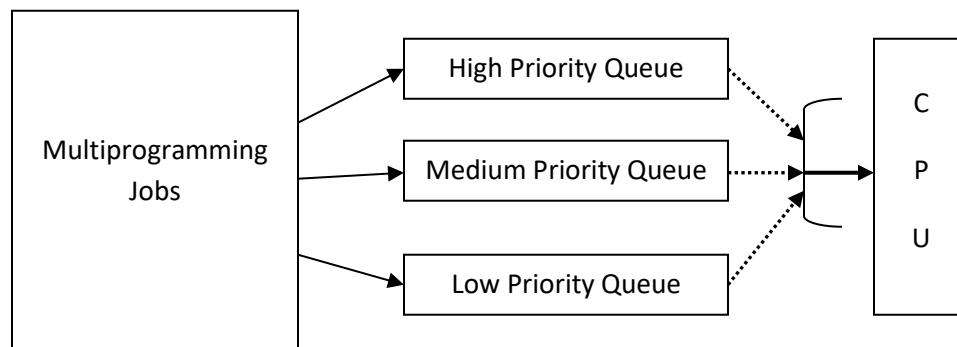 Multiprogramming
Jobs
High Priority Queue
Medium Priority Queue
Low Priority Queue
C
P
U